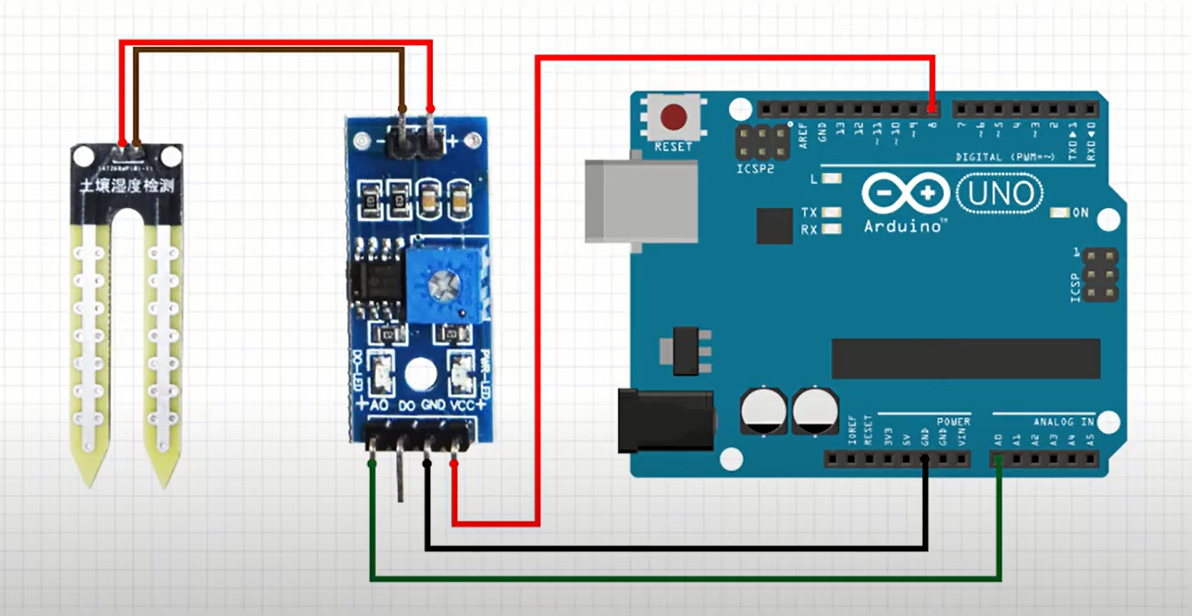 土壤湿度检测
- +
DO-LED
PWR-LED
+ AO DO GND VCC +
RESET
ICSP2
AREF
GND
13
12
~11
~10
~9
8
7
~6
~5
4
~3
2
TXD▶1
RXD◀0
DIGITAL (PWM=~)
L
TX
RX
UNO
Arduino™
ON
1
ICSP
POWER
ANALOG IN
IOREF
RESET
3V3
5V
GND
GND
VIN
A0
A1
A2
A3
A4
A5